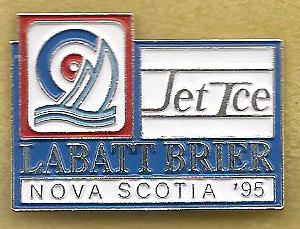 Jet Ice
LABATT BRIER
NOVA SCOTIA '95